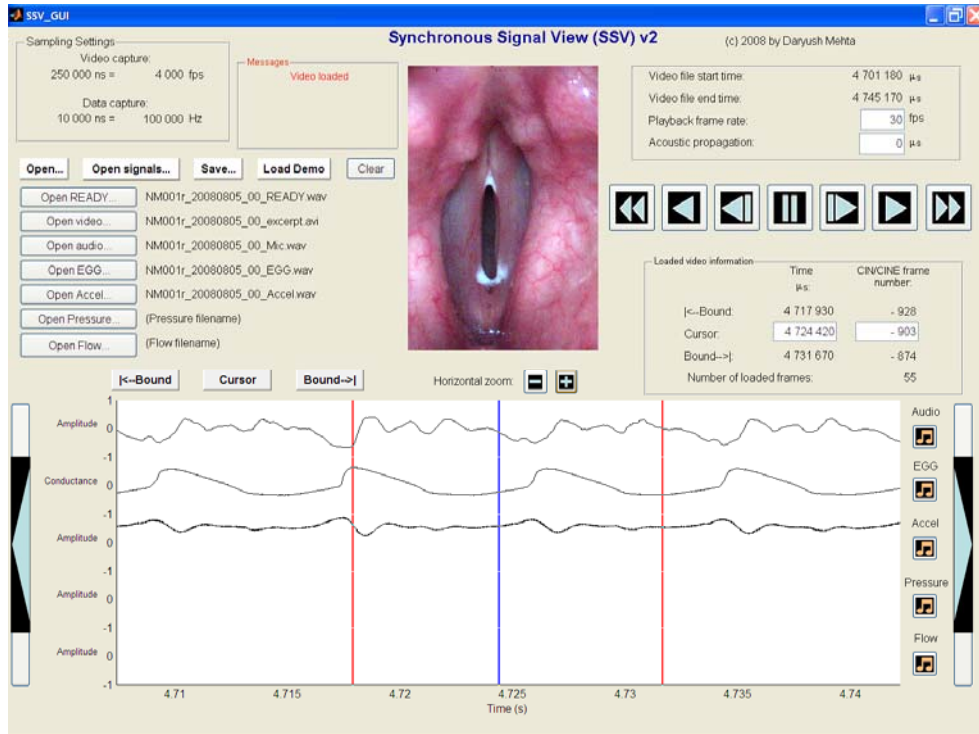 SSV_GUI
Synchronous Signal View (SSV) v2
(c) 2008 by Daryush Mehta
Sampling Settings
Video capture:
250 000 ns = 4 000 fps
Data capture:
10 000 ns = 100 000 Hz
Messages
Video loaded
Video file start time: 4 701 180 µs
Video file end time: 4 745 170 µs
Playback frame rate: 30 fps
Acoustic propagation: 0 µs
Open... Open signals... Save... Load Demo Clear
Open READY... NM001r_20080805_00_READY.wav
Open video... NM001r_20080805_00_excerpt.avi
Open audio... NM001r_20080805_00_Mic.wav
Open EGG... NM001r_20080805_00_EGG.wav
Open Accel... NM001r_20080805_00_Accel.wav
Open Pressure... (Pressure filename)
Open Flow... (Flow filename)
Loaded video information
Time µs: CIN/CINE frame number:
|<--Bound: 4 717 930 - 928
Cursor: 4 724 420 - 903
Bound-->|: 4 731 670 - 874
Number of loaded frames: 55
|<--Bound Cursor Bound-->| Horizontal zoom:
1
Amplitude 0
-1
Conductance 0
-1
Amplitude 0
-1
Amplitude 0
-1
Amplitude 0
-1
4.71 4.715 4.72 4.725 4.73 4.735 4.74
Time (s)
Audio
EGG
Accel
Pressure
Flow